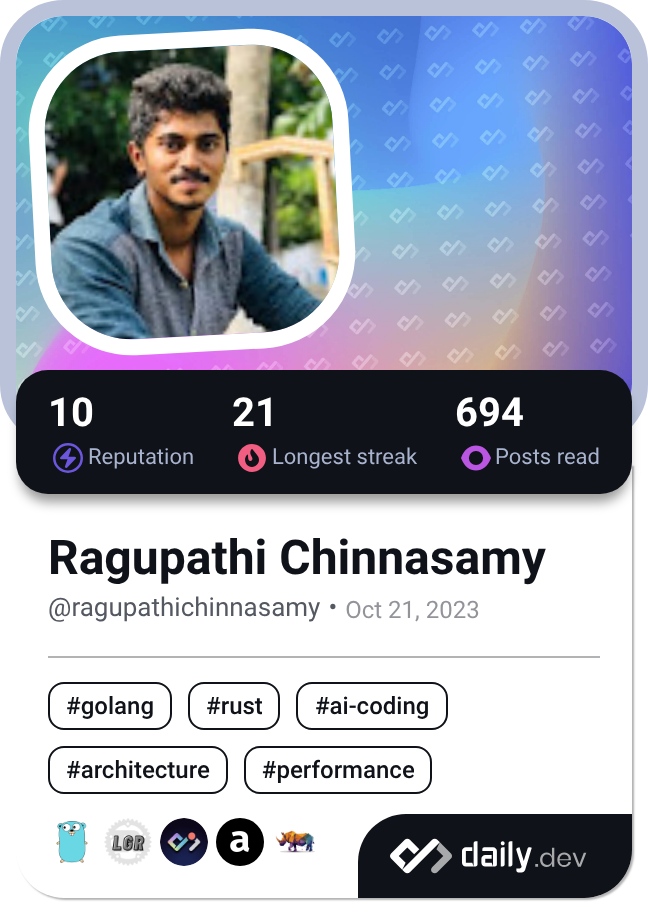 10 21 694
Reputation Longest streak Posts read
Ragupathi Chinnasamy
@ragupathichinnasamy • Oct 21, 2023
#golang #rust #ai-coding
#architecture #performance
LGR a daily.dev